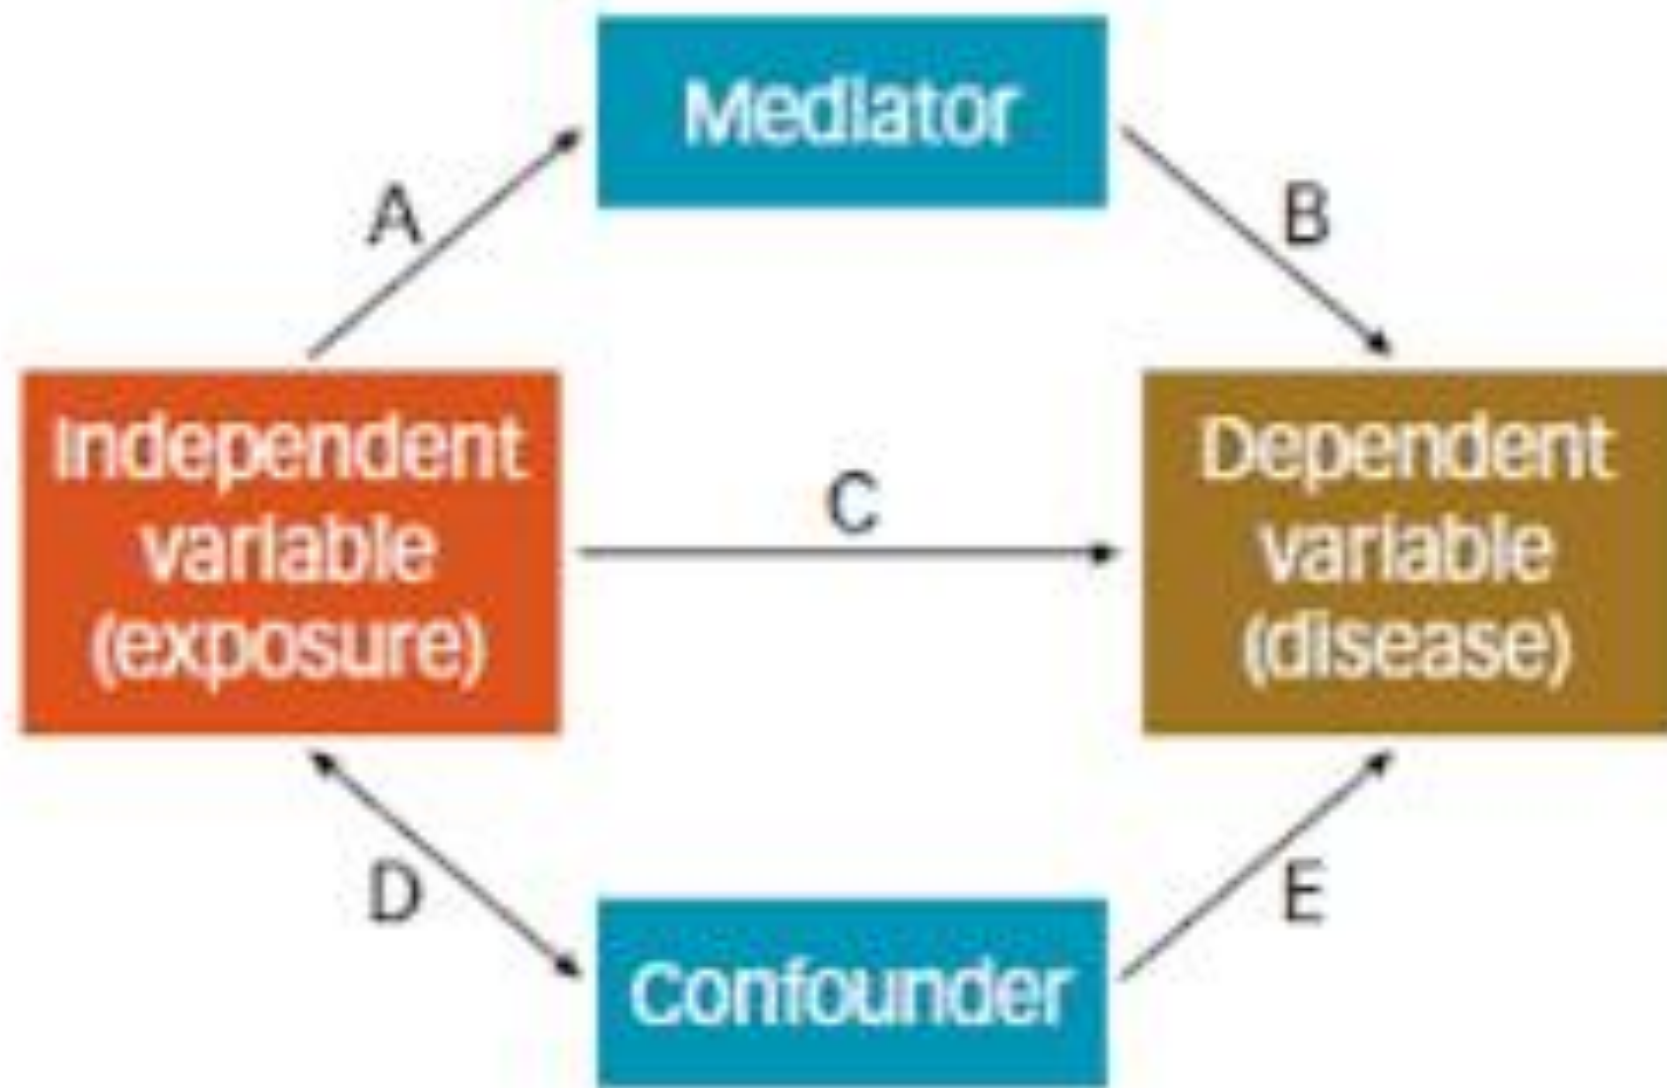 Mediator
A
B
Independent
variable
(exposure)
C
Dependent
variable
(disease)
D
E
Confounder